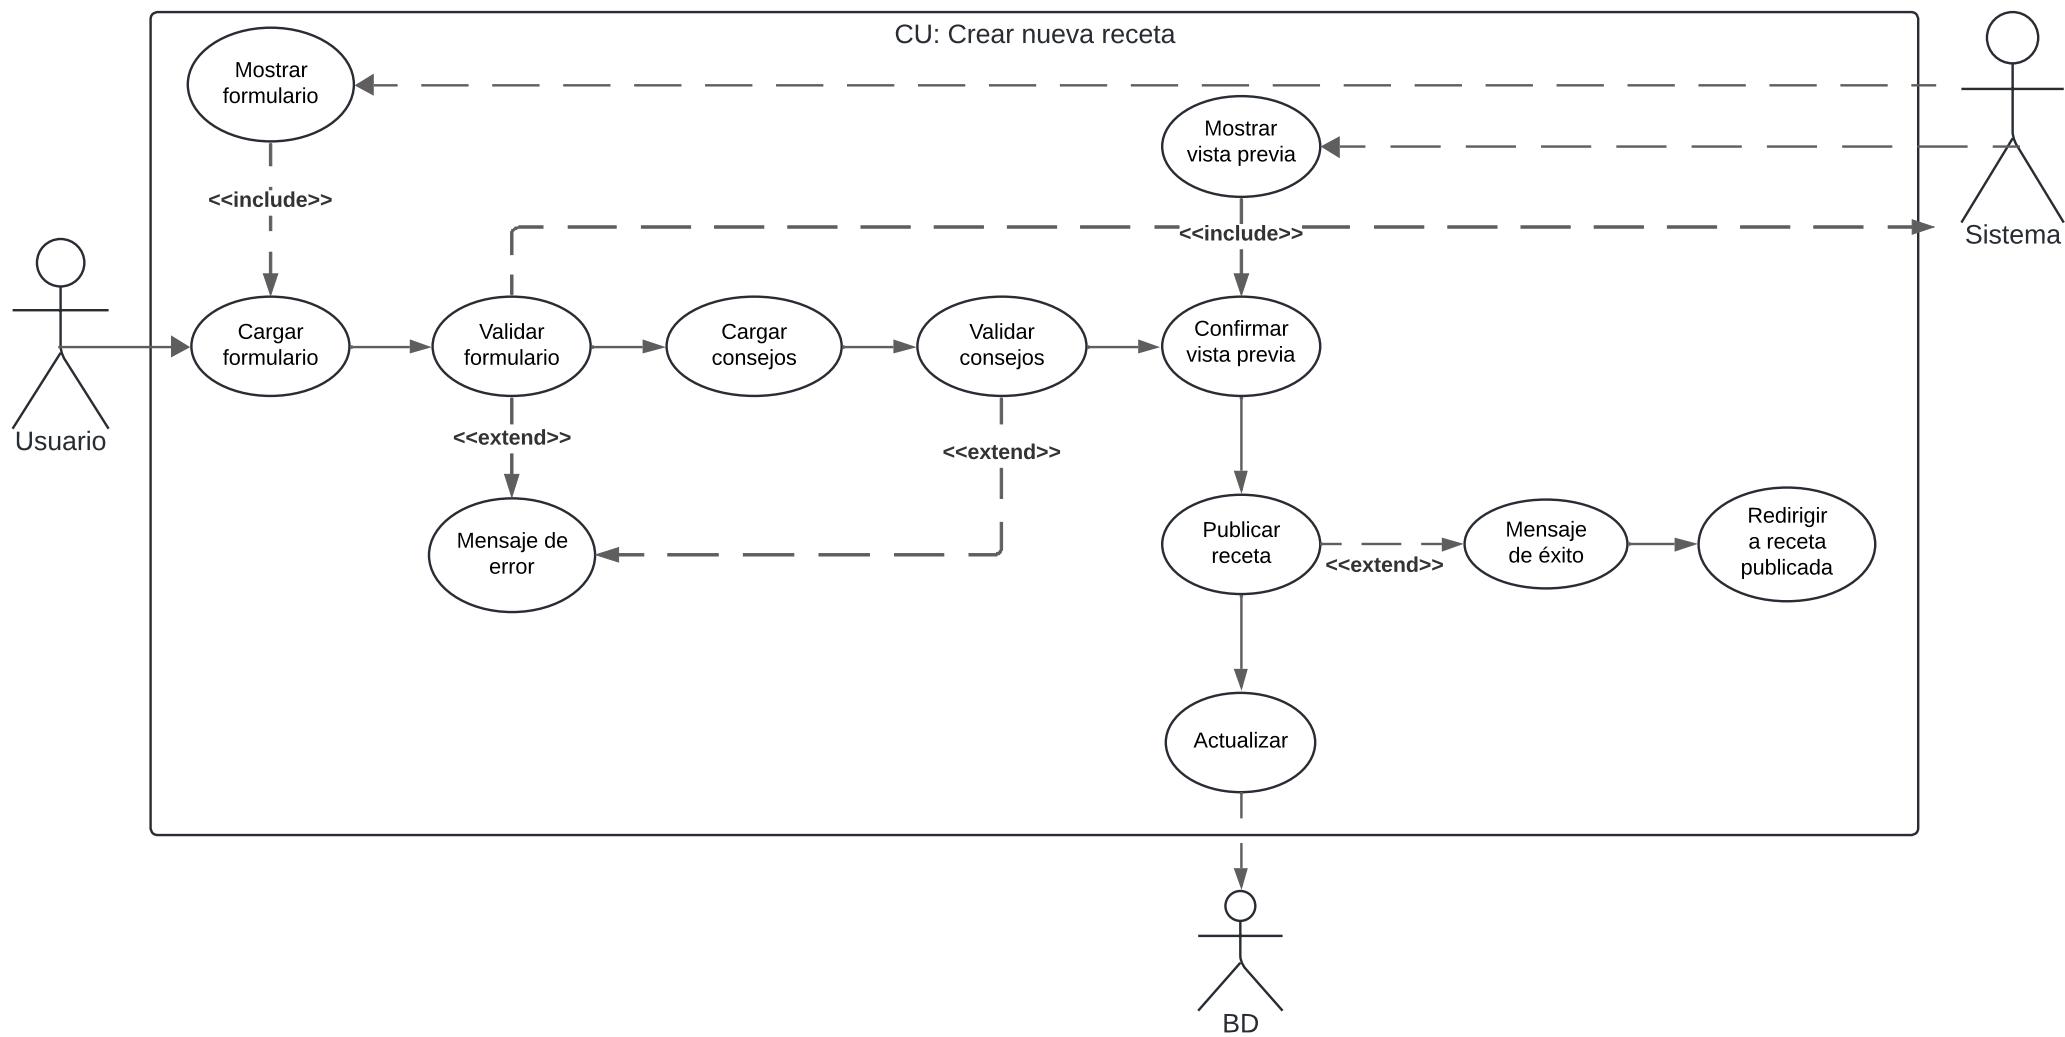 CU: Crear nueva receta
Mostrar
formulario
Mostrar
vista previa
<<include>>
<<include>>
Sistema
Usuario
Cargar
formulario
Validar
formulario
Cargar
consejos
Validar
consejos
Confirmar
vista previa
<<extend>>
<<extend>>
Mensaje de
error
Publicar
receta
<<extend>>
Mensaje
de éxito
Redirigir
a receta
publicada
Actualizar
BD